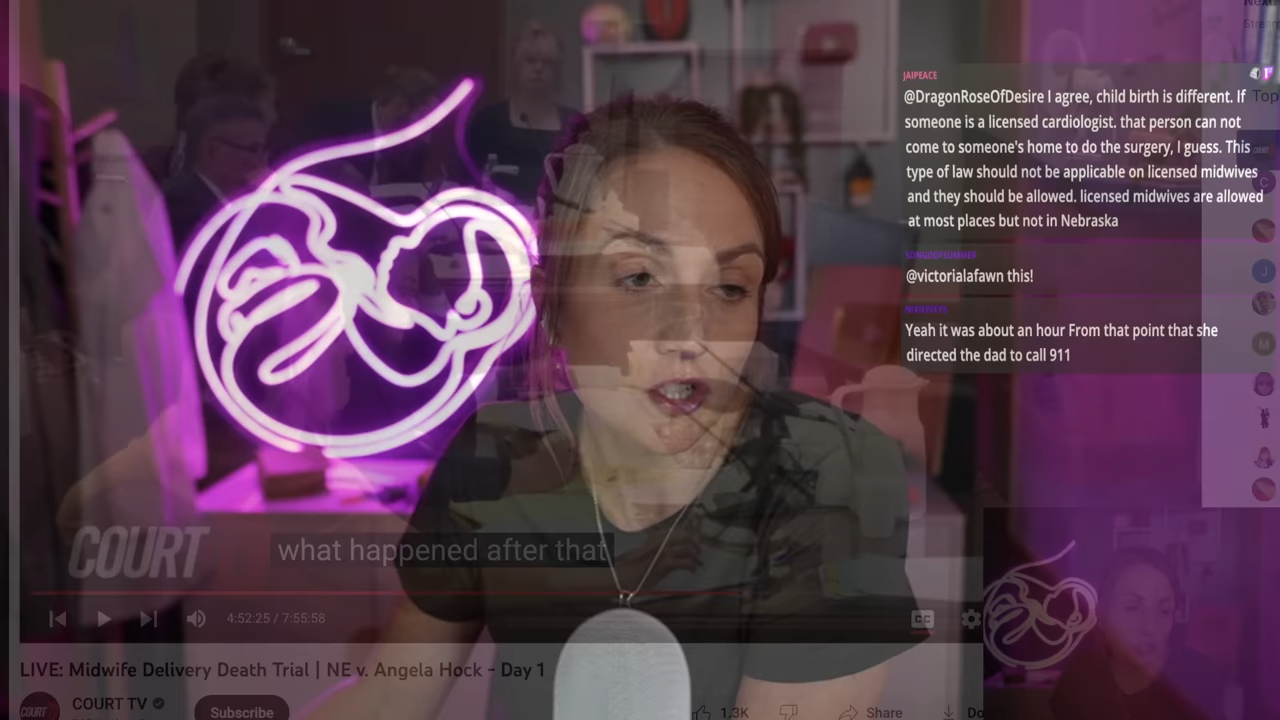 Next
JAIPEACE
@DragonRoseOfDesire I agree, child birth is different. If
someone is a licensed cardiologist. that person can not
come to someone's home to do the surgery, I guess. This
type of law should not be applicable on licensed midwives
and they should be allowed. licensed midwives are allowed
at most places but not in Nebraska
Top
@victorialafawn this!
Yeah it was about an hour From that point that she
directed the dad to call 911
COURT
what happened after that
4:52:25 / 7:55:58
CC
LIVE: Midwife Delivery Death Trial | NE v. Angela Hock - Day 1
COURT
COURT TV
Subscribe
1.3K
Share
Do